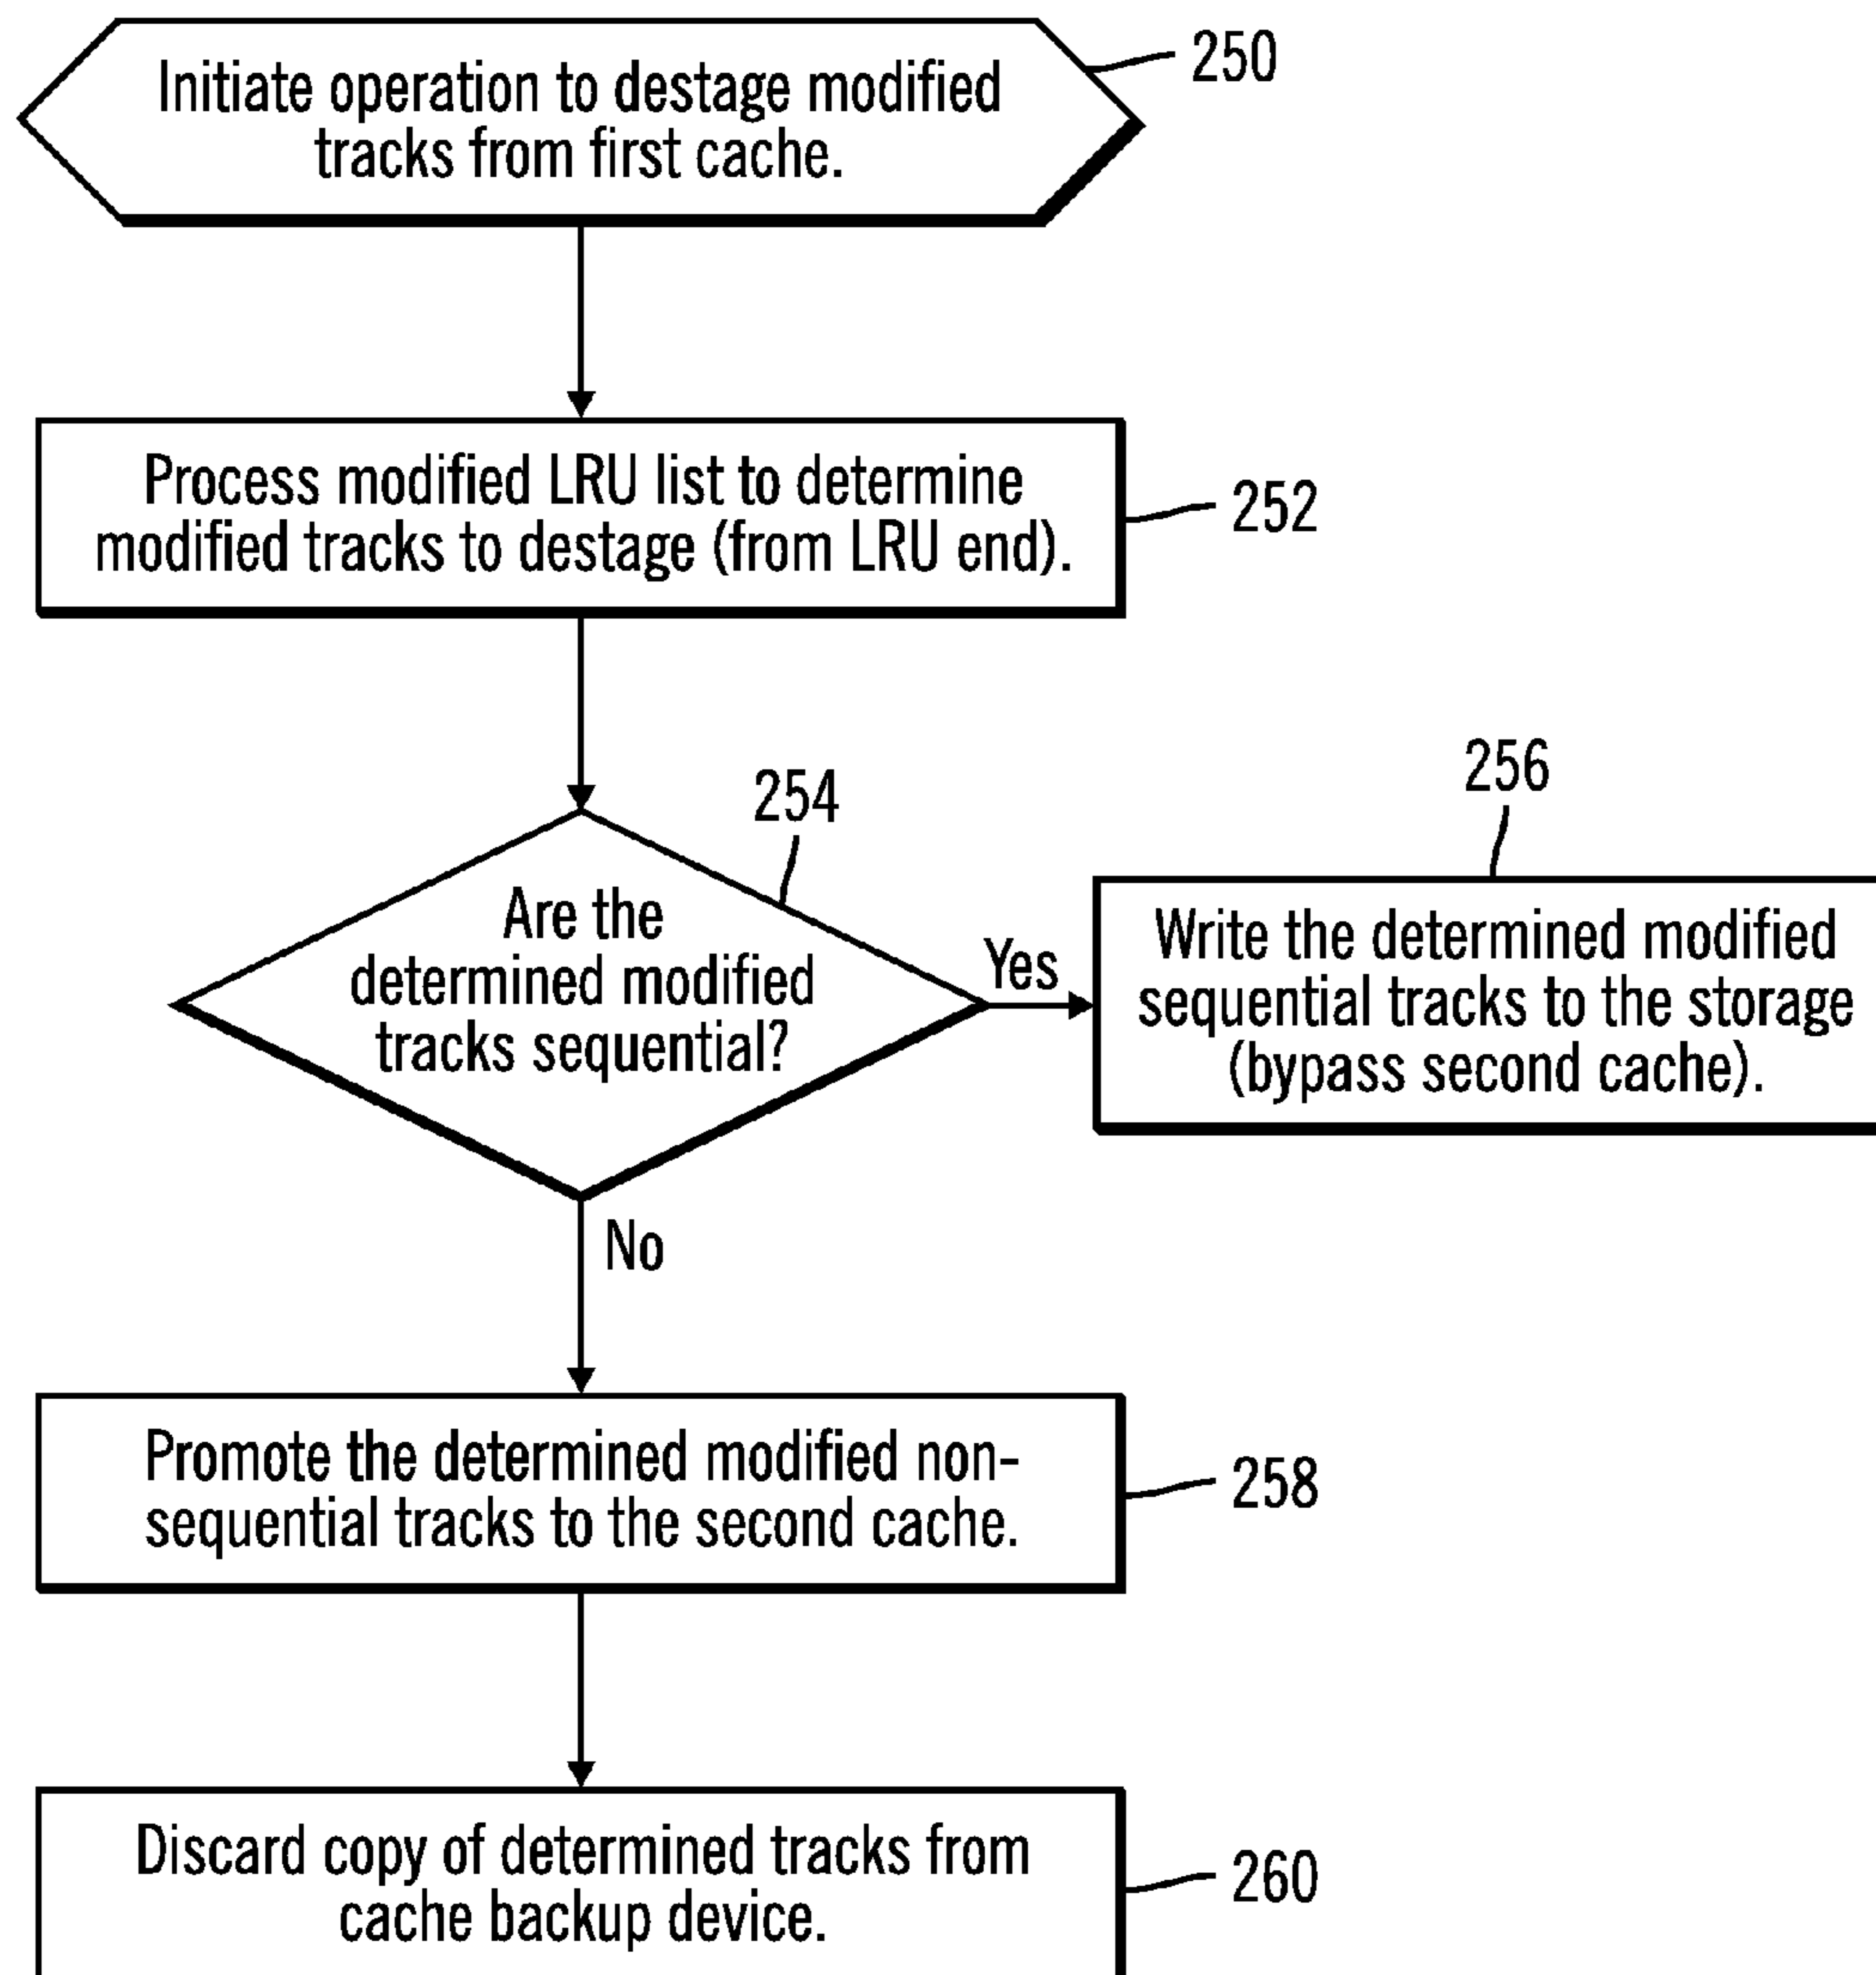 Initiate operation to destage modified
tracks from first cache.
250
Process modified LRU list to determine
modified tracks to destage (from LRU end).
252
254
Are the
determined modified
tracks sequential?
Yes
256
Write the determined modified
sequential tracks to the storage
(bypass second cache).
No
Promote the determined modified non-
sequential tracks to the second cache.
258
Discard copy of determined tracks from
cache backup device.
260